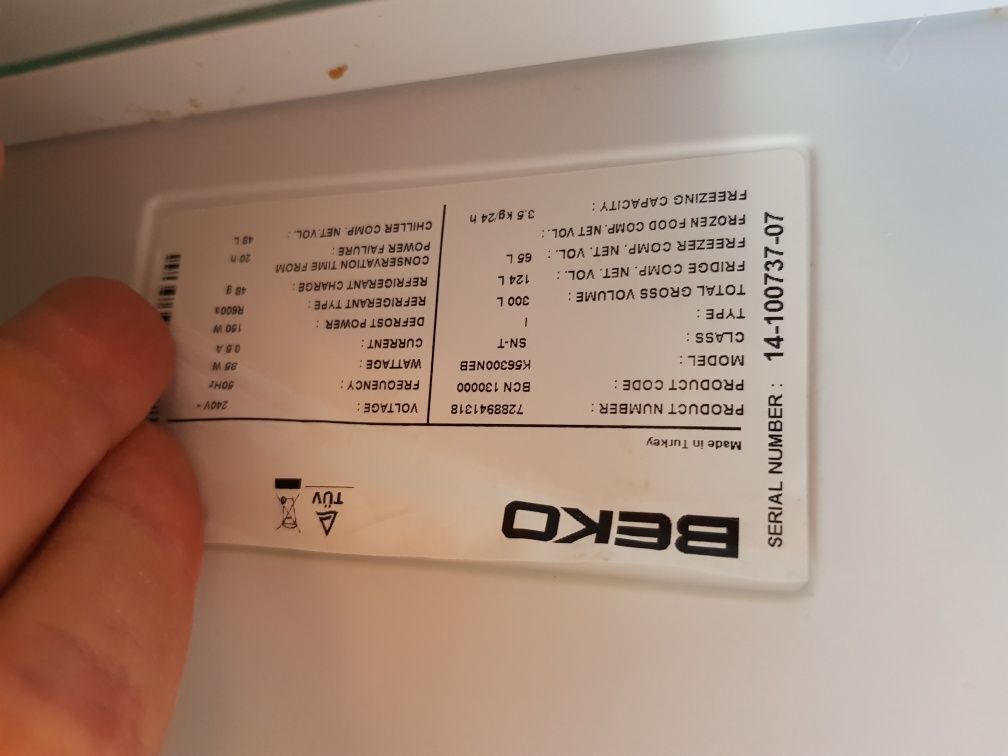 BEKO
TÜV
Made in Turkey
PRODUCT NUMBER : 7288941318
PRODUCT CODE : BCN 130000
MODEL : K56300NEB
CLASS : SN-T
TYPE : I
TOTAL GROSS VOLUME : 300 L
FRIDGE COMP. NET. VOL. : 124 L
FREEZER COMP. NET. VOL. : 65 L
FROZEN FOOD COMP. NET VOL. :
FREEZING CAPACITY : 3.5 kg/24 h
VOLTAGE : 240V ~
FREQUENCY : 50Hz
WATTAGE : 85 W
CURRENT : 0.5 A
DEFROST POWER : 150 W
REFRIGERANT TYPE : R600a
REFRIGERANT CHARGE : 48 g
CONSERVATION TIME FROM
POWER FAILURE : 20 h
CHILLER COMP. NET.VOL. : 48 L
SERIAL NUMBER : 14-100737-07